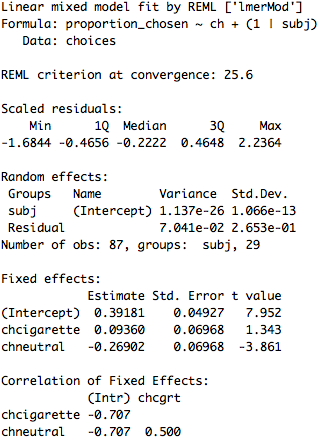 Linear mixed model fit by REML ['lmerMod']
Formula: proportion_chosen ~ ch + (1 | subj)
   Data: choices

REML criterion at convergence: 25.6

Scaled residuals:
    Min      1Q  Median      3Q     Max
-1.6844 -0.4656 -0.2222  0.4648  2.2364

Random effects:
 Groups   Name        Variance  Std.Dev.
 subj     (Intercept) 1.137e-26 1.066e-13
 Residual             7.041e-02 2.653e-01
Number of obs: 87, groups:  subj, 29

Fixed effects:
            Estimate Std. Error t value
(Intercept)  0.39181    0.04927   7.952
chcigarette  0.09360    0.06968   1.343
chneutral   -0.26902    0.06968  -3.861

Correlation of Fixed Effects:
            (Intr) chcgrt
chcigarette -0.707
chneutral   -0.707  0.500